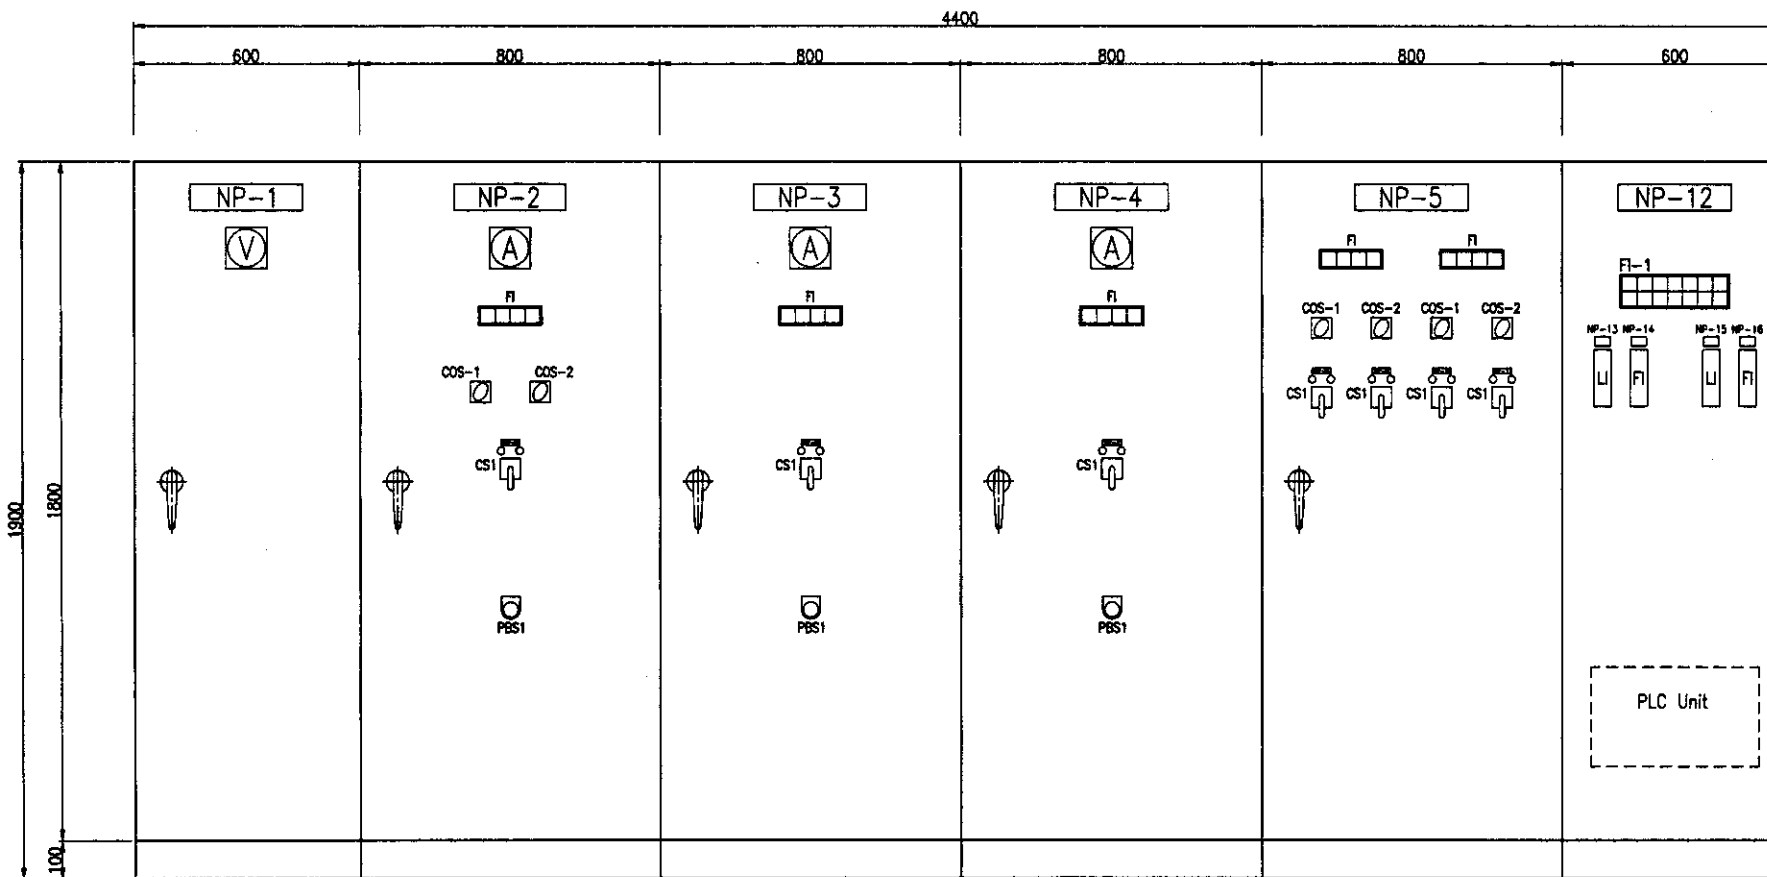 4400
600 800 800 800 800 600
NP-1 NP-2 NP-3 NP-4 NP-5 NP-12
V A A A
FI FI
FI-1
FI FI FI
COS-1 COS-2 COS-1 COS-2
NP-13 NP-14 NP-15 NP-16
COS-1 COS-2
LI FI LI FI
CS1 CS1 CS1 CS1
CS1 CS1 CS1
1900 1800
PBS1 PBS1 PBS1
PLC Unit
100